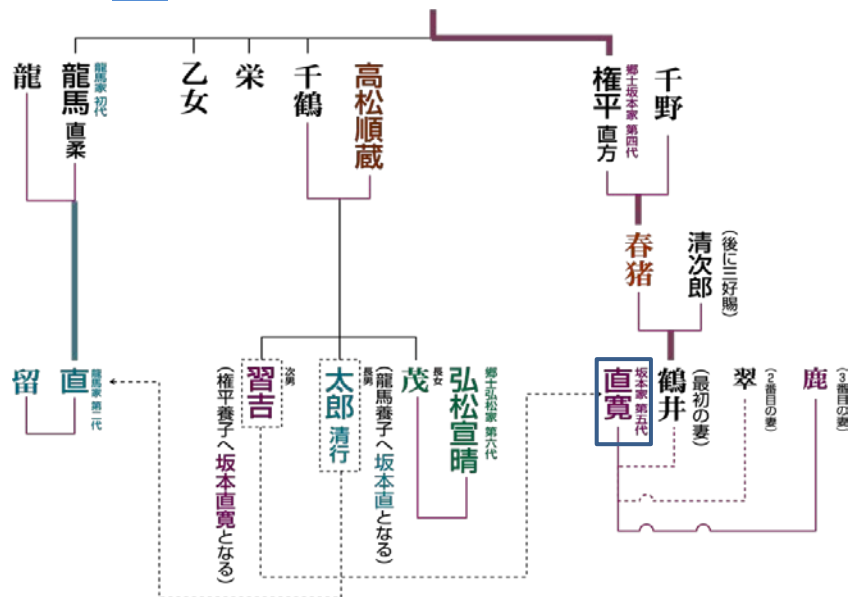 龍
龍馬 直柔
龍馬家 初代
乙女
栄
千鶴
高松順蔵
権平 直方
郷士坂本家 第四代
千野
春猪
清次郎
(後に三好賜)
留
直
龍馬家 第二代
(権平養子へ坂本直寛となる)
習吉
次男
太郎 清行
長男
(龍馬養子へ坂本直となる)
茂
長女
弘松宣晴
郷士弘松家 第六代
直寛
坂本家 第五代
鶴井
(最初の妻)
翠
(2番目の妻)
鹿
(3番目の妻)